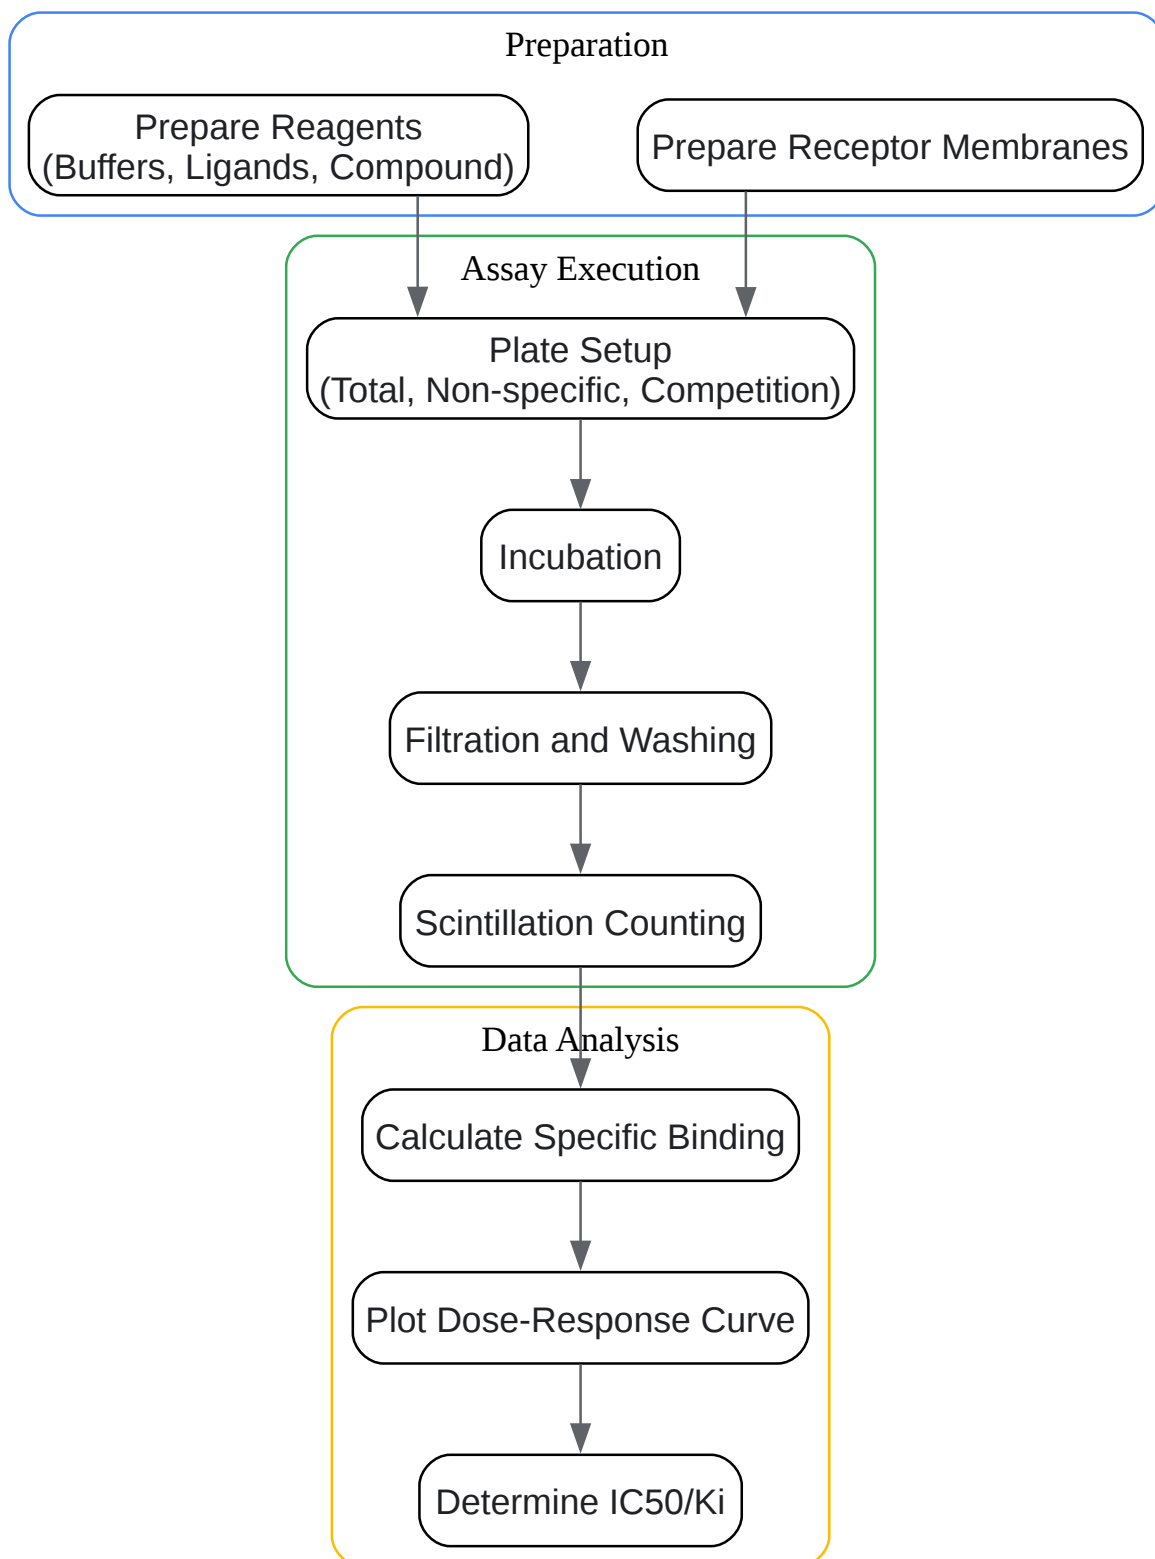 Preparation
Prepare Reagents
(Buffers, Ligands, Compound)
Prepare Receptor Membranes
Assay Execution
Plate Setup
(Total, Non-specific, Competition)
Incubation
Filtration and Washing
Scintillation Counting
Data Analysis
Calculate Specific Binding
Plot Dose-Response Curve
Determine IC50/Ki